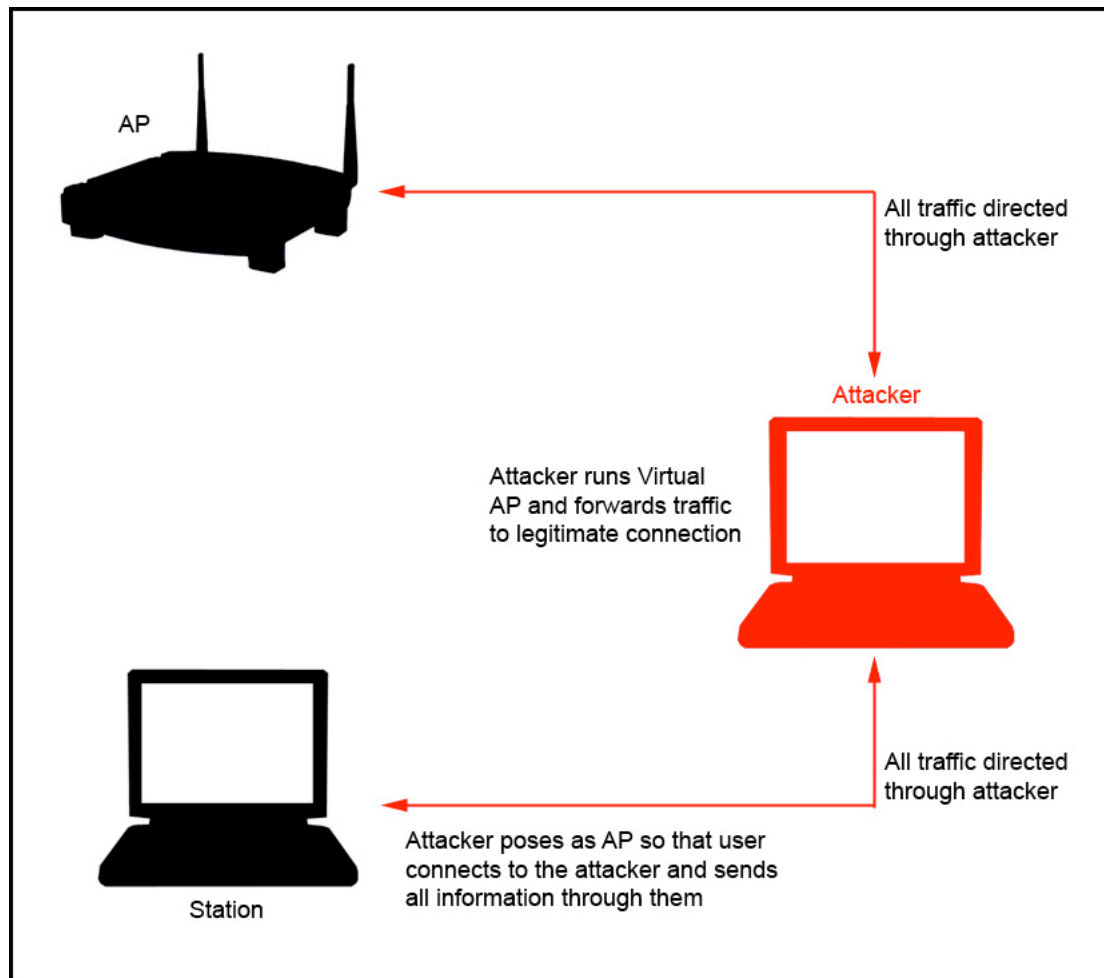 AP
All traffic directed
through attacker
Attacker
Attacker runs Virtual
AP and forwards traffic
to legitimate connection
All traffic directed
through attacker
Attacker poses as AP so that user
connects to the attacker and sends
all information through them
Station